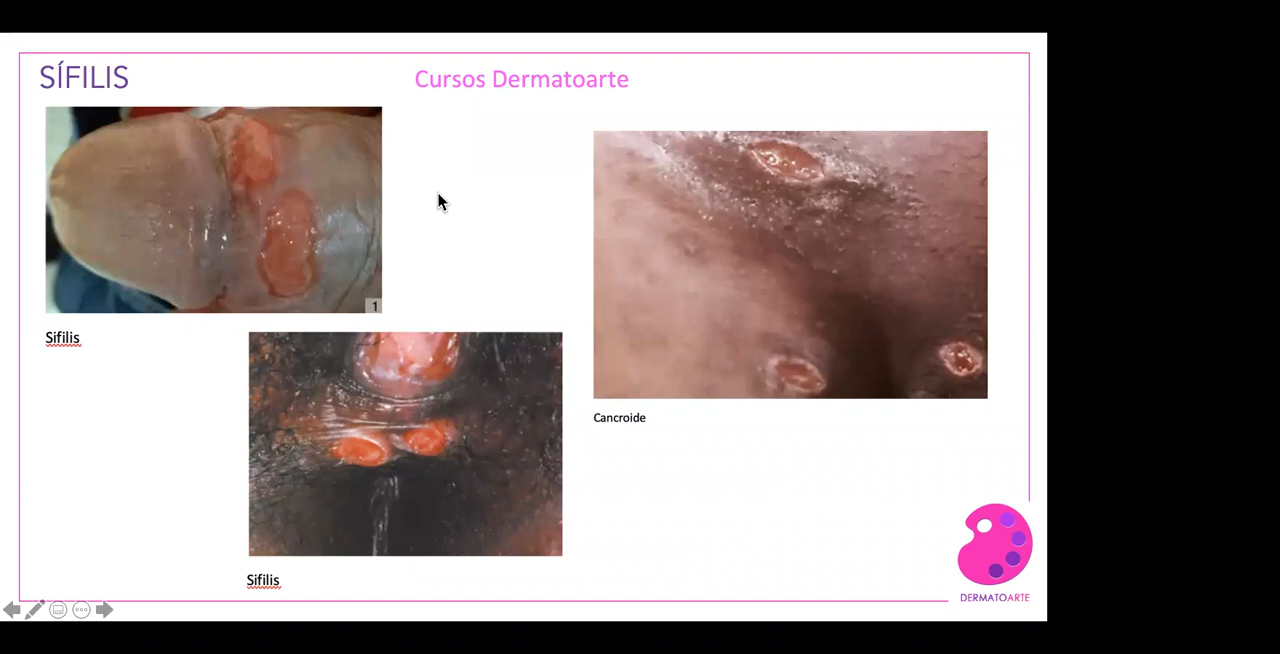 SÍFILIS
Cursos Dermatoarte
1
Sifilis
Cancroide
Sifilis
DERMATOARTE